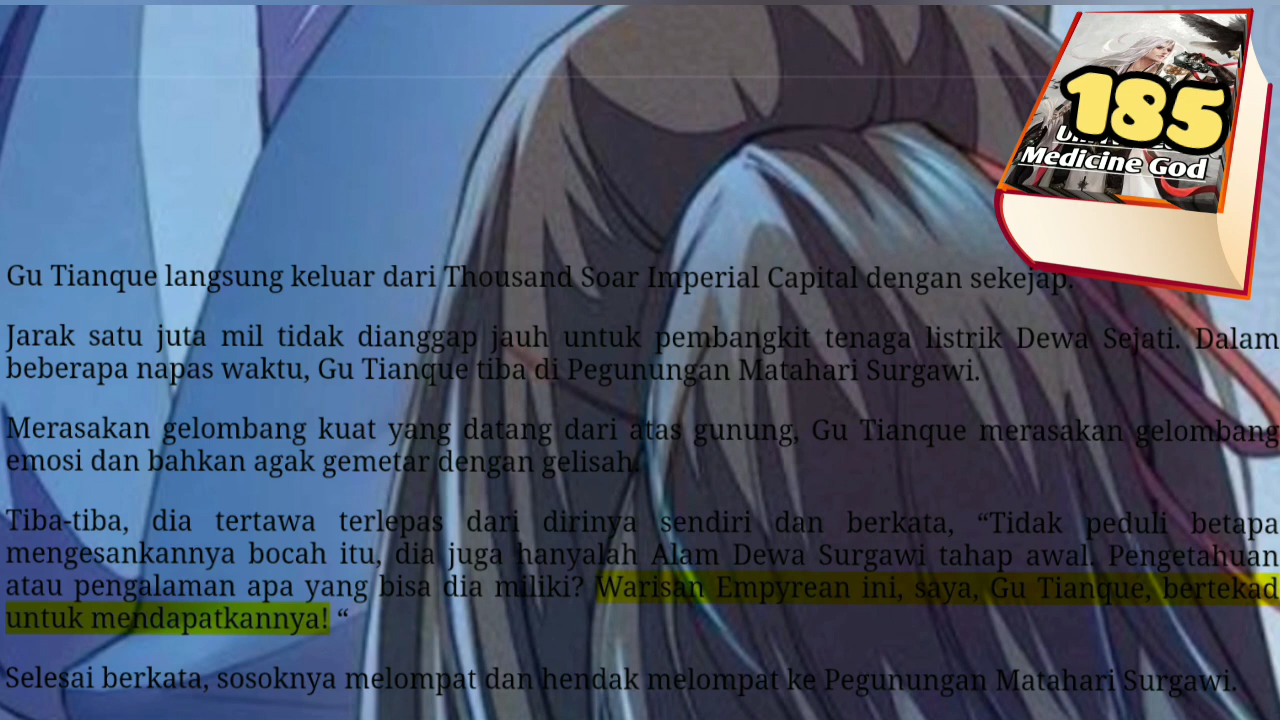 185
Medicine God
Gu Tianque langsung keluar dari Thousand Soar Imperial Capital dengan sekejap.
Jarak satu juta mil tidak dianggap jauh untuk pembangkit tenaga listrik Dewa Sejati. Dalam
beberapa napas waktu, Gu Tianque tiba di Pegunungan Matahari Surgawi.
Merasakan gelombang kuat yang datang dari atas gunung, Gu Tianque merasakan gelombang
emosi dan bahkan agak gemetar dengan gelisah.
Tiba-tiba, dia tertawa terlepas dari dirinya sendiri dan berkata, “Tidak peduli betapa
mengesankannya bocah itu, dia juga hanyalah Alam Dewa Surgawi tahap awal. Pengetahuan
atau pengalaman apa yang bisa dia miliki? Warisan Empyrean ini, saya, Gu Tianque, bertekad
untuk mendapatkannya! “
Selesai berkata, sosoknya melompat dan hendak melompat ke Pegunungan Matahari Surgawi.